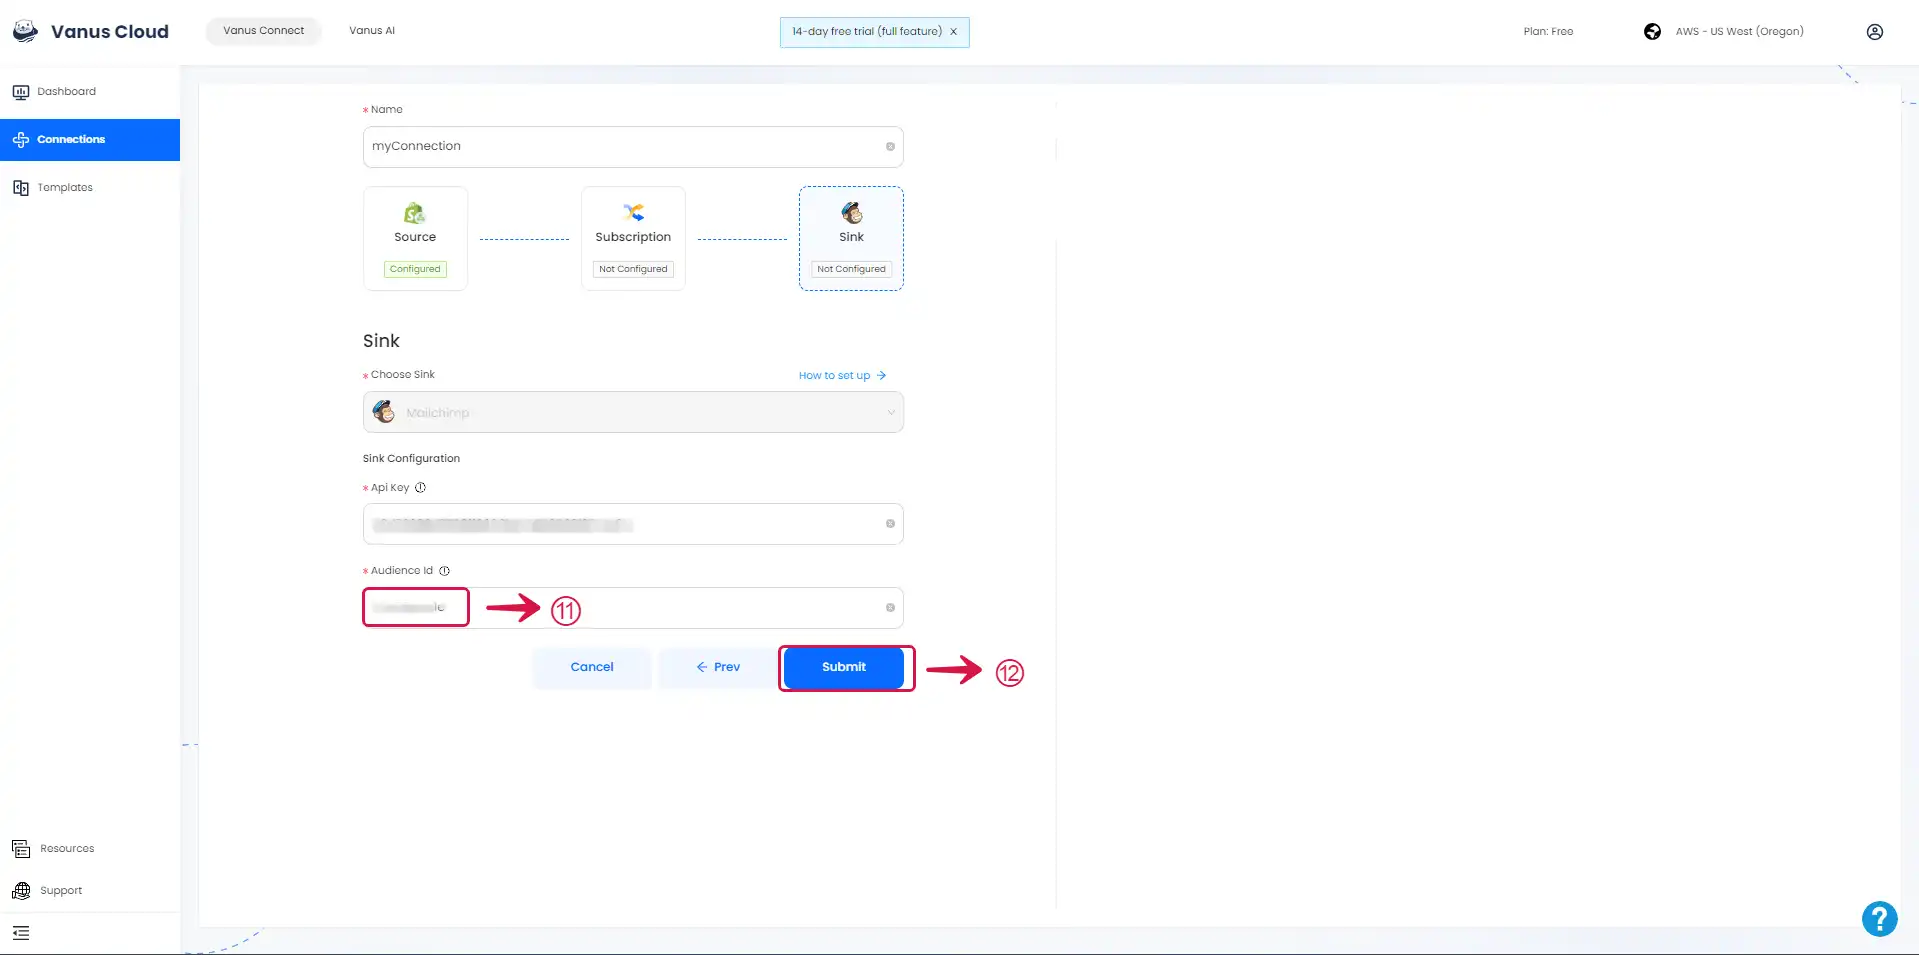 Vanus Cloud
Vanus Connect
Vanus AI
14-day free trial (full feature) x
Plan: Free
AWS - US West (Oregon)
Dashboard
Connections
Templates
* Name
myConnection
Source
Configured
Subscription
Not Configured
Sink
Not Configured
Sink
* Choose Sink
How to set up →
Mailchimp
Sink Configuration
* Api Key
* Audience Id
⑪
Cancel
← Prev
Submit
⑫
Resources
Support
?